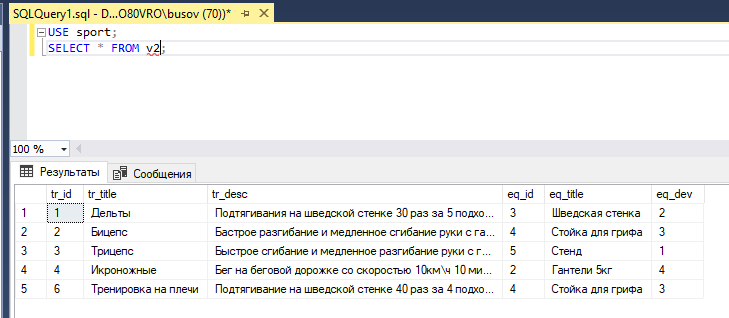 SQLQuery1.sql - D...O80VRO\busov (70))*
USE sport;
SELECT * FROM v2;
100 %
Результаты Сообщения
tr_id tr_title tr_desc eq_id eq_title eq_dev
1 1 Дельты Подтягивания на шведской стенке 30 раз за 5 подхо... 3 Шведская стенка 2
2 2 Бицепс Бастрое разгибание и медленное сгибание руки с га... 4 Стойка для грифа 3
3 3 Трицепс Быстрое сгибание и медленное разгибание руки с г... 5 Стенд 1
4 4 Икроножные Бег на беговой дорожке со скоростью 10км\ч 10 ми... 2 Гантели 5кг 4
5 6 Тренировка на плечи Подтягивание на шведской стенке 40 раз за 4 подхо... 4 Стойка для грифа 3